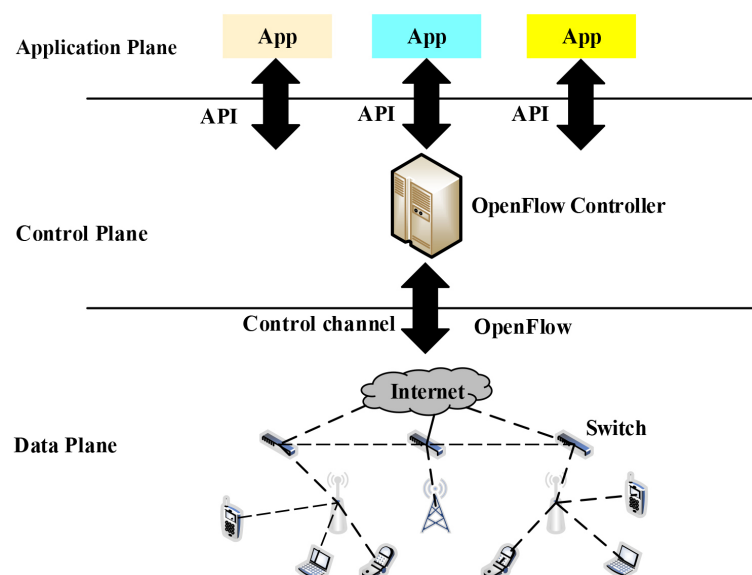 App App App
Application Plane
API API API
OpenFlow Controller
Control Plane
Control channel OpenFlow
Internet
Switch
Data Plane